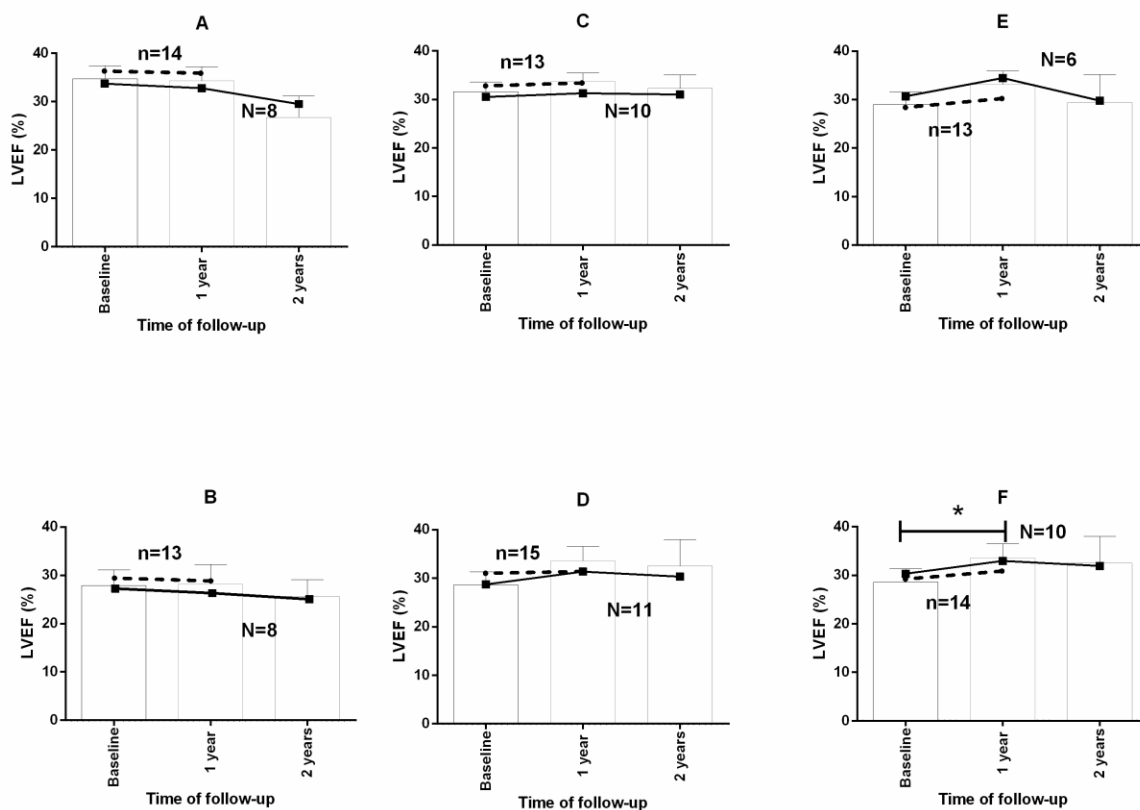 A
n=14
N=8
LVEF (%)
40
30
20
10
0
Baseline
1 year
2 years
Time of follow-up
C
n=13
N=10
LVEF (%)
40
30
20
10
0
Baseline
1 year
2 years
Time of follow-up
E
N=6
n=13
LVEF (%)
40
30
20
10
0
Baseline
1 year
2 years
Time of follow-up
B
n=13
N=8
LVEF (%)
40
30
20
10
0
Baseline
1 year
2 years
Time of follow-up
D
n=15
N=11
LVEF (%)
40
30
20
10
0
Baseline
1 year
2 years
Time of follow-up
F
*
N=10
n=14
LVEF (%)
40
30
20
10
0
Baseline
1 year
2 years
Time of follow-up